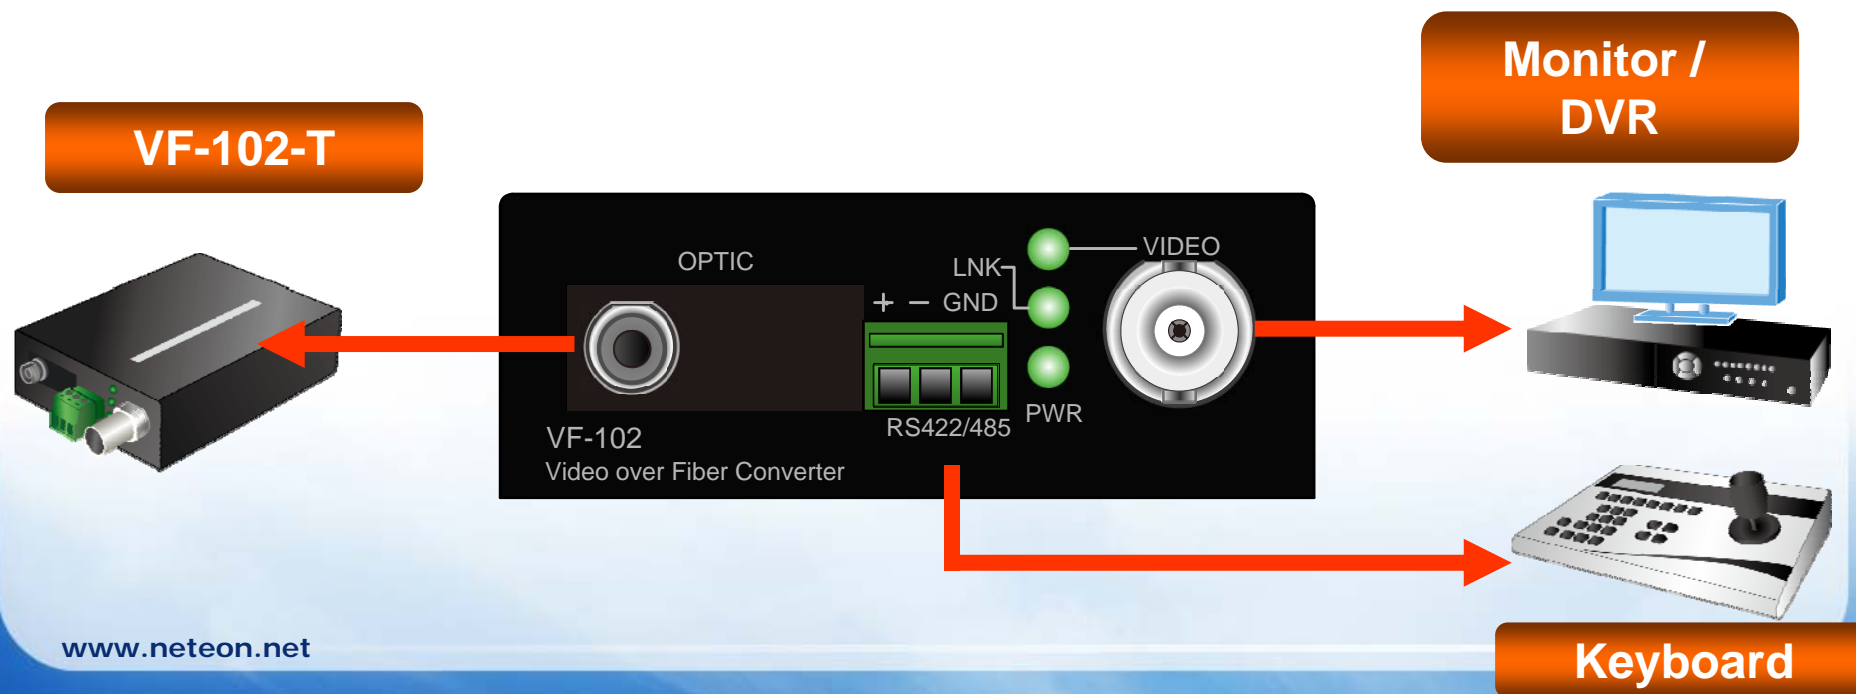 Monitor /
DVR
VF-102-T
OPTIC
VIDEO
LNK
+ − GND
PWR
RS422/485
VF-102
Video over Fiber Converter
www.neteon.net
Keyboard